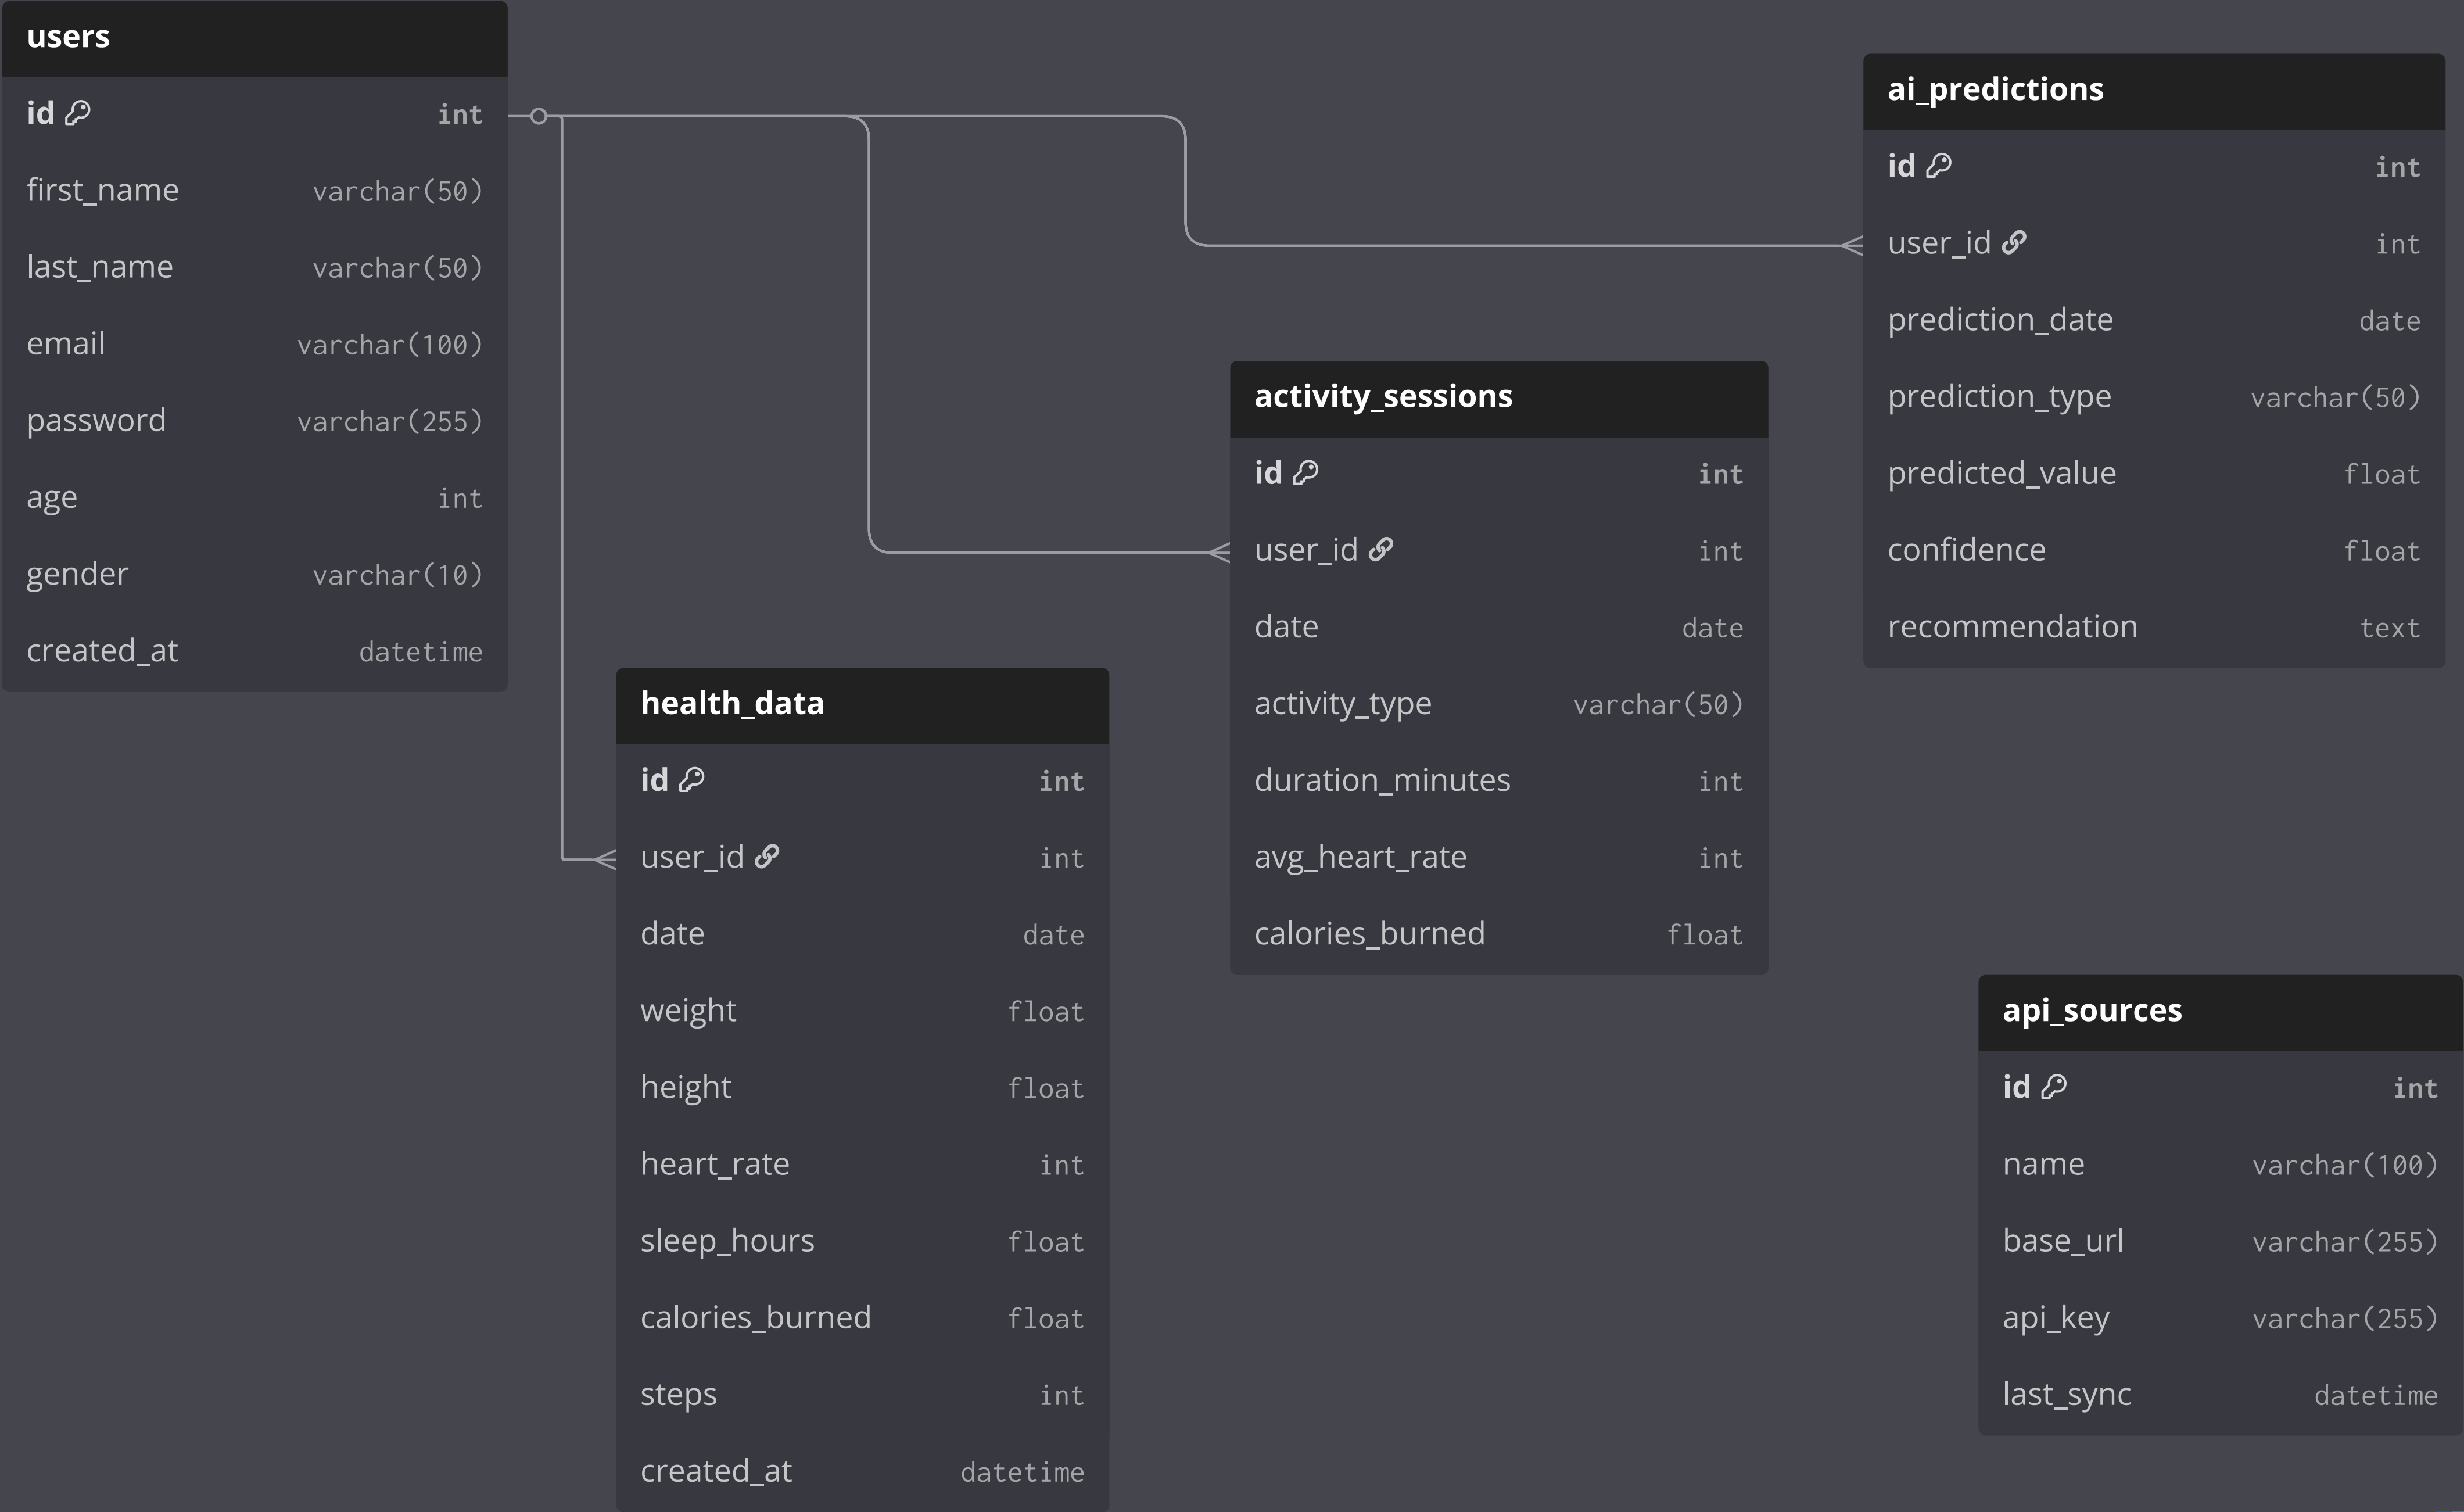 users
id int
first_name varchar(50)
last_name varchar(50)
email varchar(100)
password varchar(255)
age int
gender varchar(10)
created_at datetime
health_data
id int
user_id int
date date
weight float
height float
heart_rate int
sleep_hours float
calories_burned float
steps int
created_at datetime
activity_sessions
id int
user_id int
date date
activity_type varchar(50)
duration_minutes int
avg_heart_rate int
calories_burned float
ai_predictions
id int
user_id int
prediction_date date
prediction_type varchar(50)
predicted_value float
confidence float
recommendation text
api_sources
id int
name varchar(100)
base_url varchar(255)
api_key varchar(255)
last_sync datetime